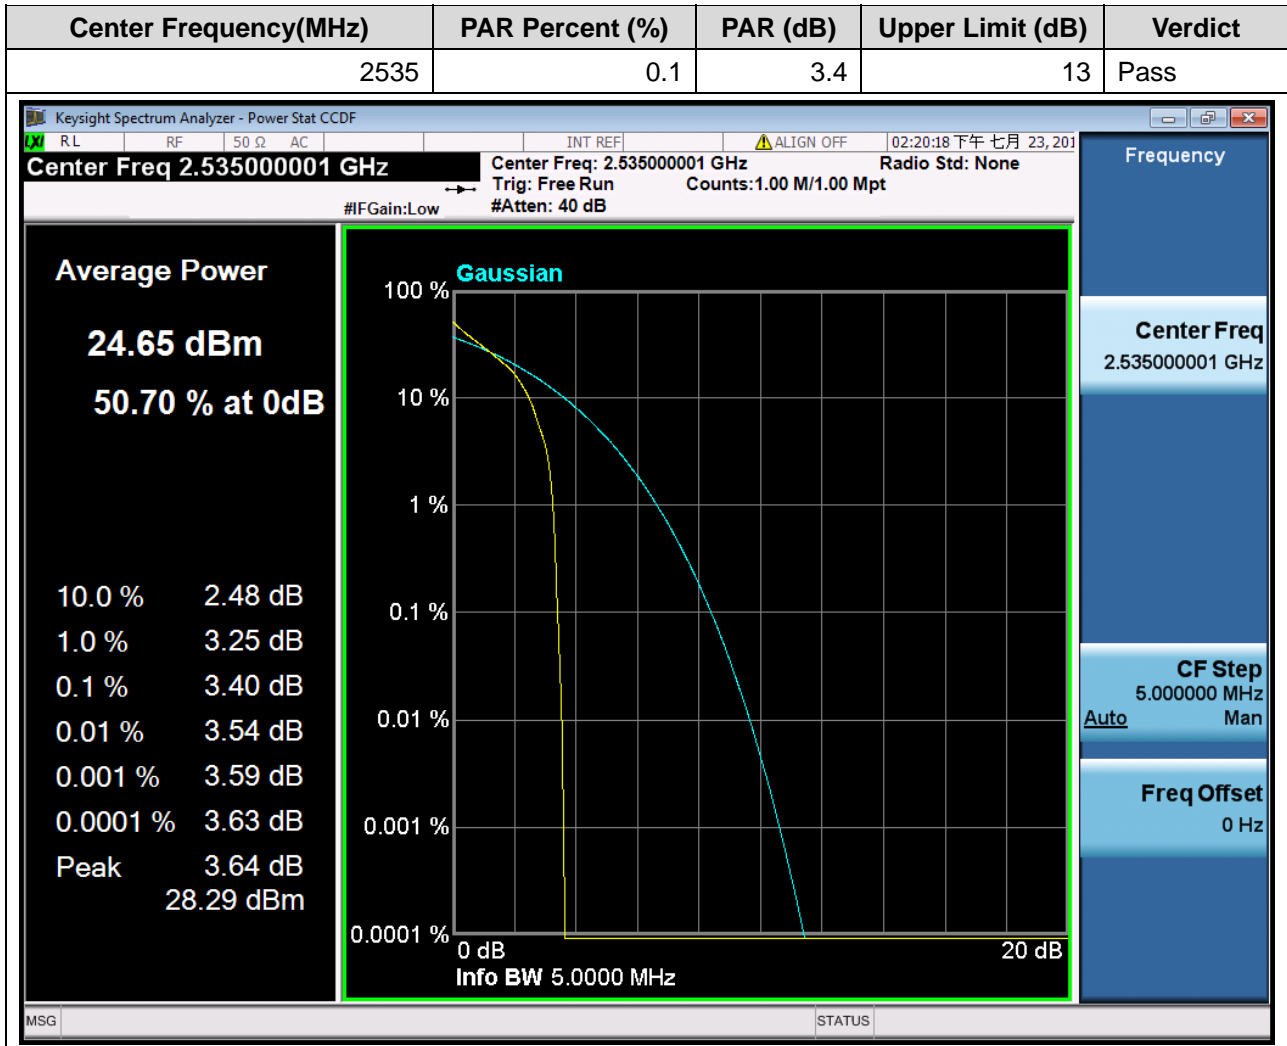 Center Frequency(MHz) PAR Percent (%) PAR (dB) Upper Limit (dB) Verdict
2535 0.1 3.4 13 Pass
Keysight Spectrum Analyzer - Power Stat CCDF
LXI RL RF 50 Ω AC INT REF ALIGN OFF 02:20:18 下午 七月 23, 201
Center Freq 2.535000001 GHz
Center Freq: 2.535000001 GHz Radio Std: None
Trig: Free Run Counts:1.00 M/1.00 Mpt
#IFGain:Low #Atten: 40 dB
Frequency
Average Power
24.65 dBm
50.70 % at 0dB
10.0 % 2.48 dB
1.0 % 3.25 dB
0.1 % 3.40 dB
0.01 % 3.54 dB
0.001 % 3.59 dB
0.0001 % 3.63 dB
Peak 3.64 dB
28.29 dBm
Gaussian
100 %
10 %
1 %
0.1 %
0.01 %
0.001 %
0.0001 %
0 dB 20 dB
Info BW 5.0000 MHz
Center Freq
2.535000001 GHz
CF Step
5.000000 MHz
Auto Man
Freq Offset
0 Hz
MSG STATUS